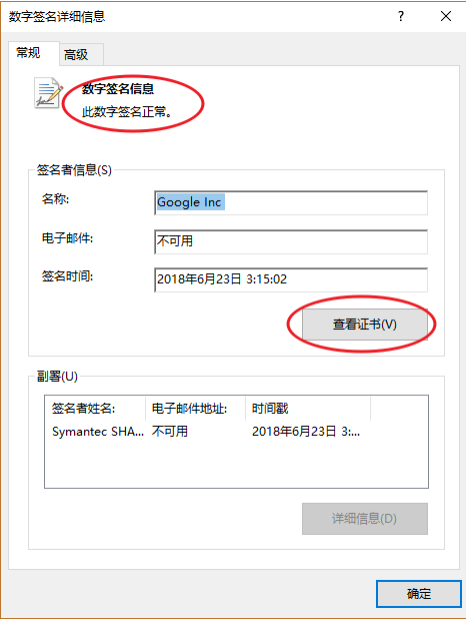 数字签名详细信息
常规
高级
数字签名信息
此数字签名正常。
签名者信息(S)
名称:
Google Inc
电子邮件:
不可用
签名时间:
2018年6月23日 3:15:02
查看证书(V)
副署(U)
签名者姓名: 电子邮件地址: 时间戳
Symantec SHA... 不可用 2018年6月23日 3:...
详细信息(D)
确定